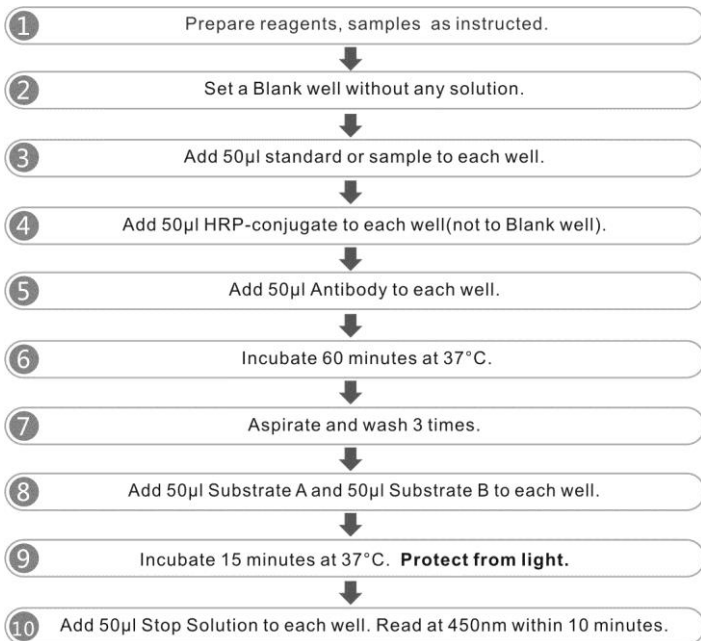 1 Prepare reagents, samples as instructed.
2 Set a Blank well without any solution.
3 Add 50μl standard or sample to each well.
4 Add 50μl HRP-conjugate to each well(not to Blank well).
5 Add 50μl Antibody to each well.
6 Incubate 60 minutes at 37°C.
7 Aspirate and wash 3 times.
8 Add 50μl Substrate A and 50μl Substrate B to each well.
9 Incubate 15 minutes at 37°C. Protect from light.
10 Add 50μl Stop Solution to each well. Read at 450nm within 10 minutes.